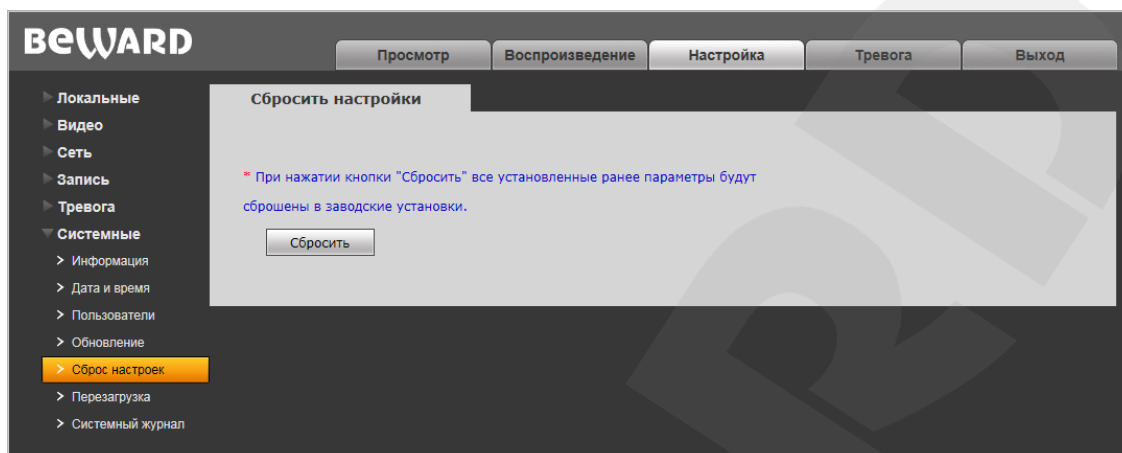 BEWARD
Просмотр
Воспроизведение
Настройка
Тревога
Выход
Локальные
Видео
Сеть
Запись
Тревога
Системные
Информация
Дата и время
Пользователи
Обновление
Сброс настроек
Перезагрузка
Системный журнал
Сбросить настройки
* При нажатии кнопки "Сбросить" все установленные ранее параметры будут
сброшены в заводские установки.
Сбросить